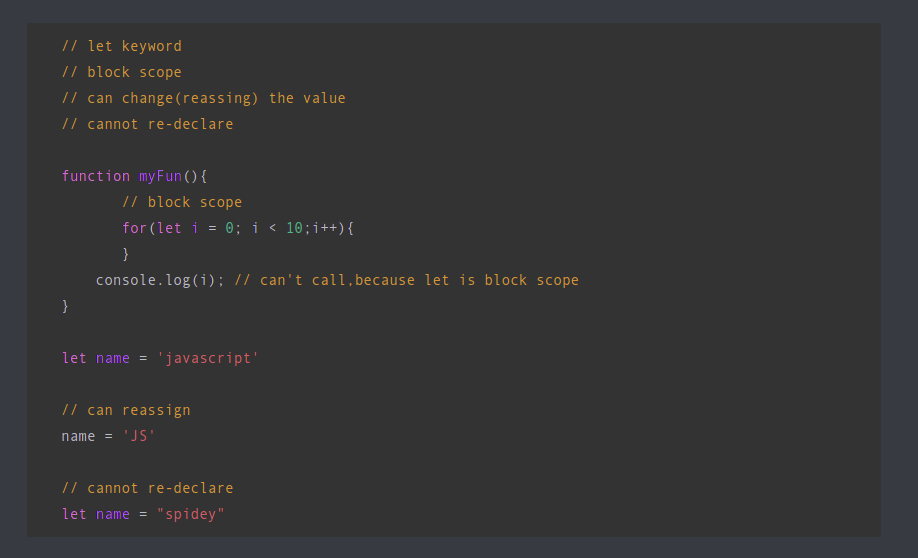 // let keyword
// block scope
// can change(reassing) the value
// cannot re-declare
function myFun(){
// block scope
for(let i = 0; i < 10;i++){
}
console.log(i); // can't call,because let is block scope
}
let name = 'javascript'
// can reassign
name = 'JS'
// cannot re-declare
let name = "spidey"